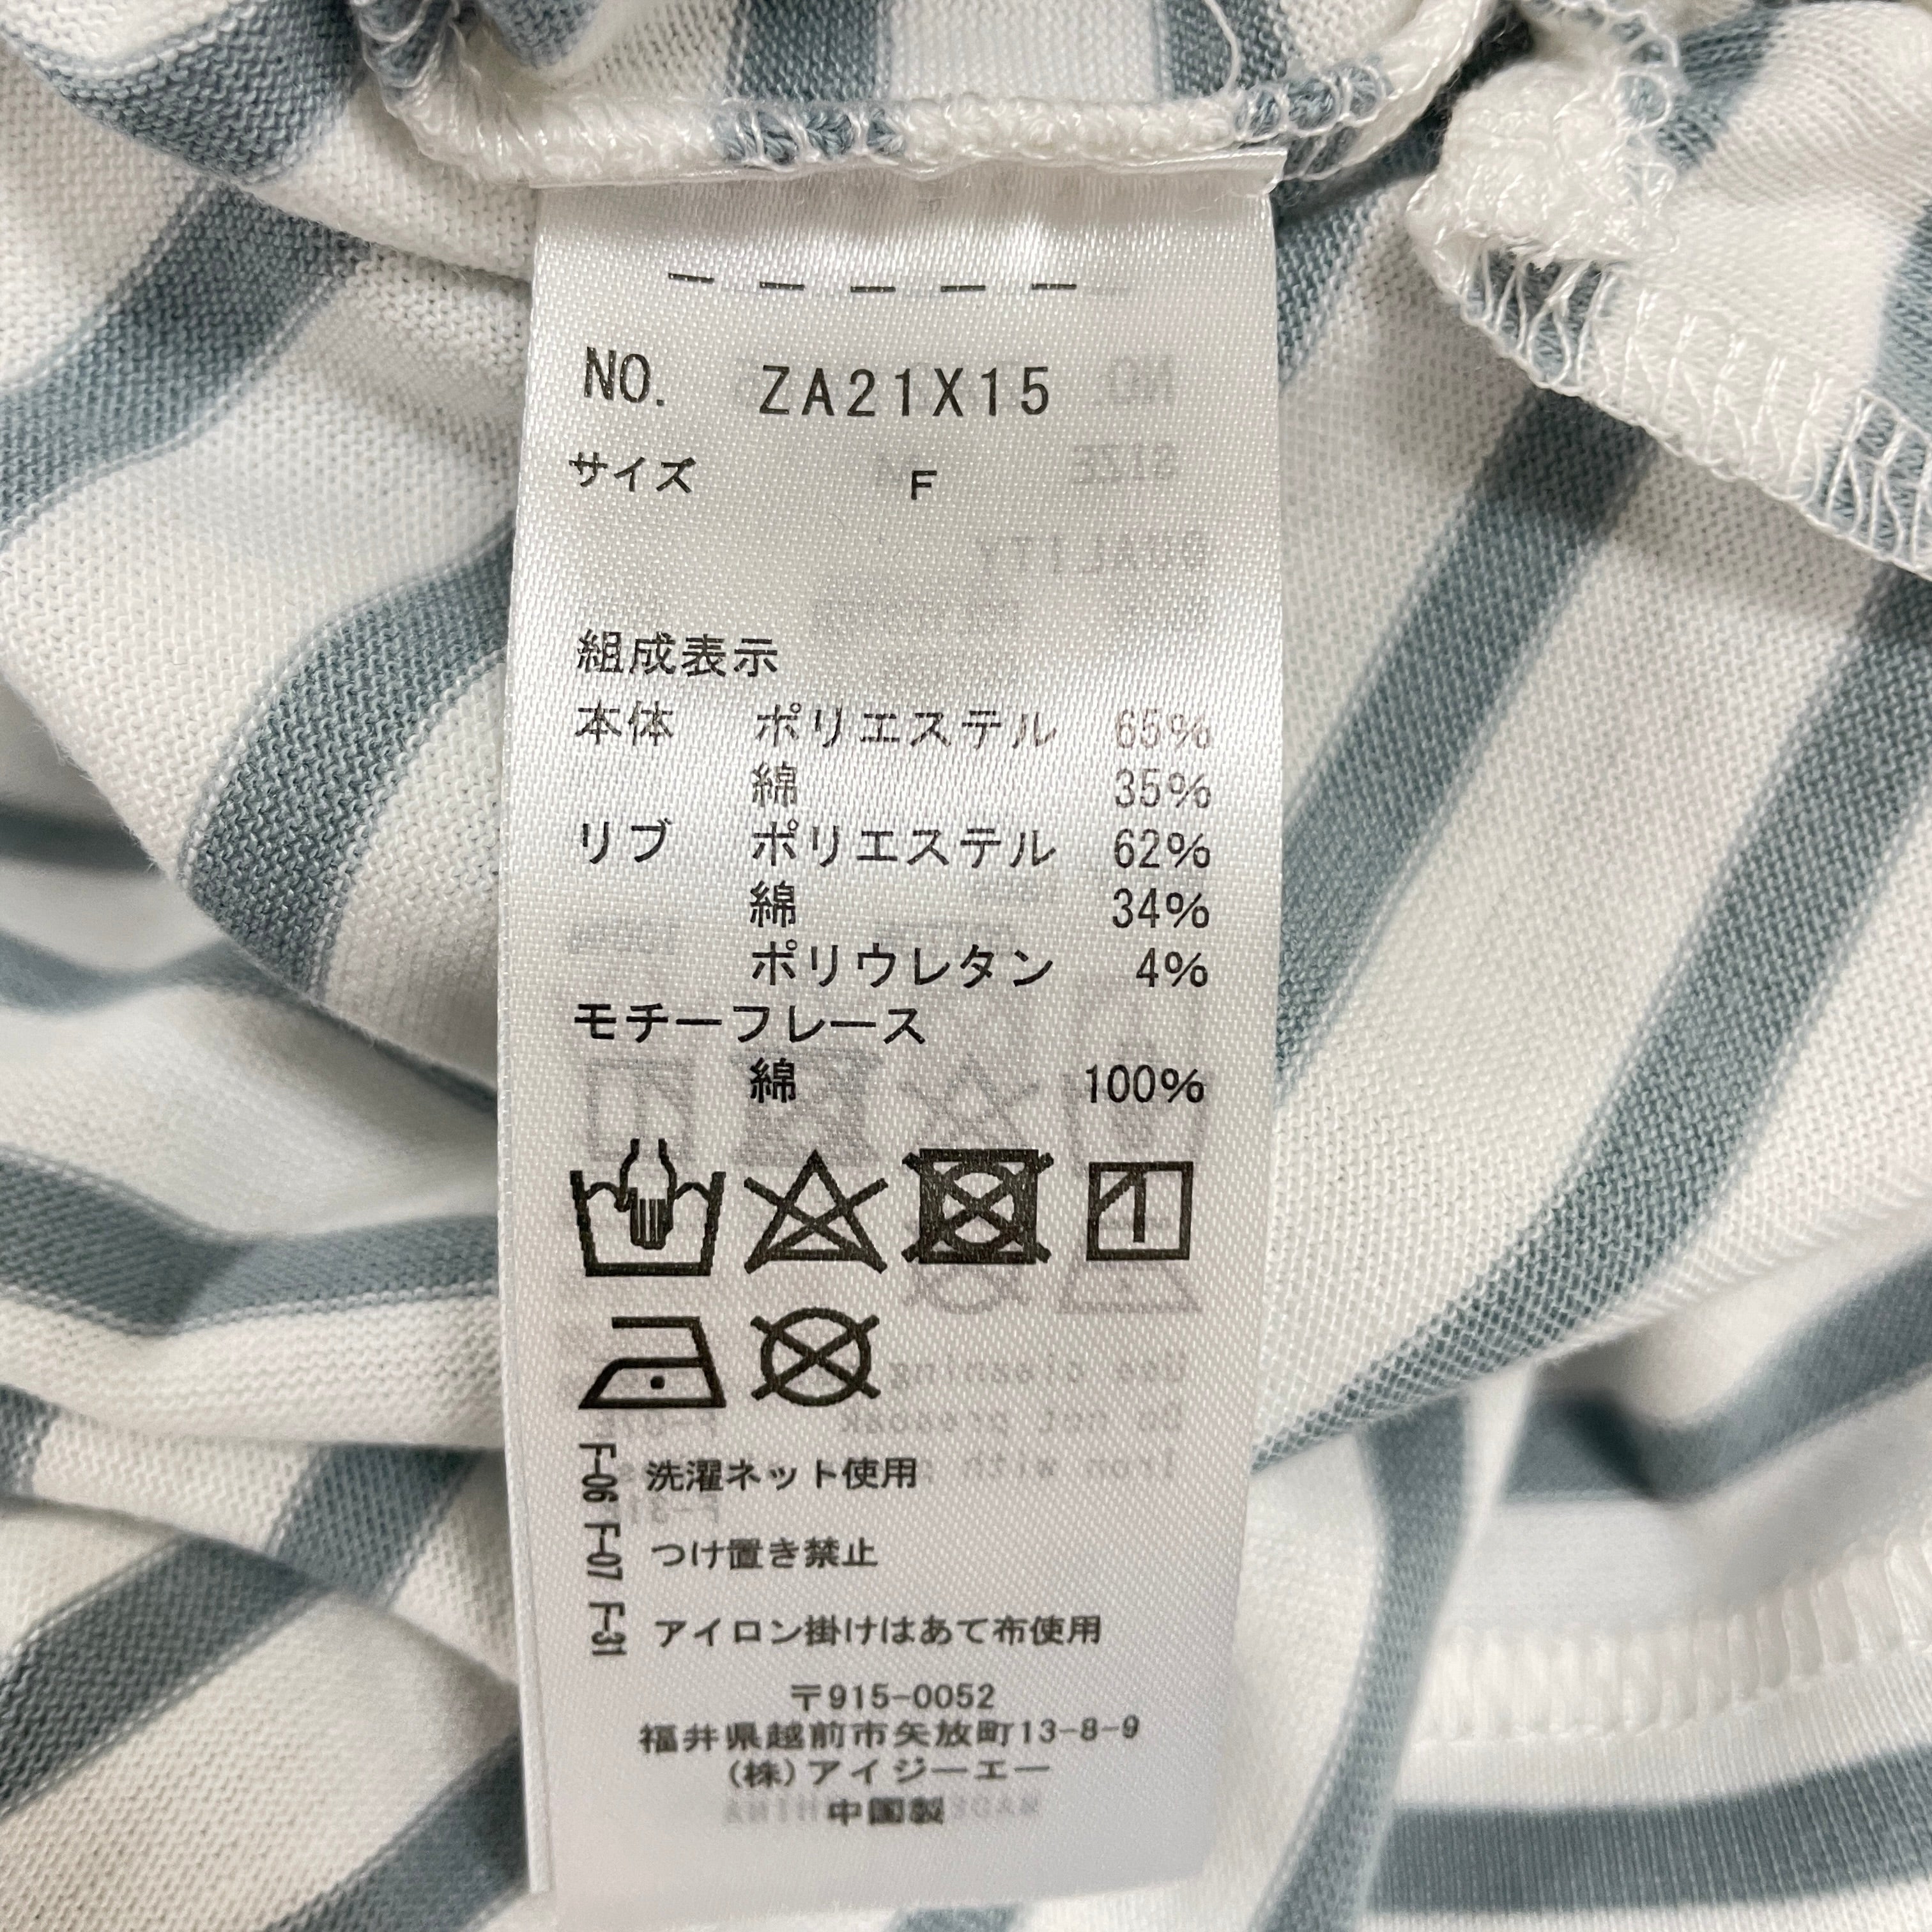 NO. ZA21X15
サイズ F
組成表示
本体 ポリエステル 65%
綿 35%
リブ ポリエステル 62%
綿 34%
ポリウレタン 4%
モチーフレース
綿 100%
F-06 洗濯ネット使用
F-07 つけ置き禁止
F-31 アイロン掛けはあて布使用
〒915-0052
福井県越前市矢放町13-8-9
(株)アイジーエー
中国製